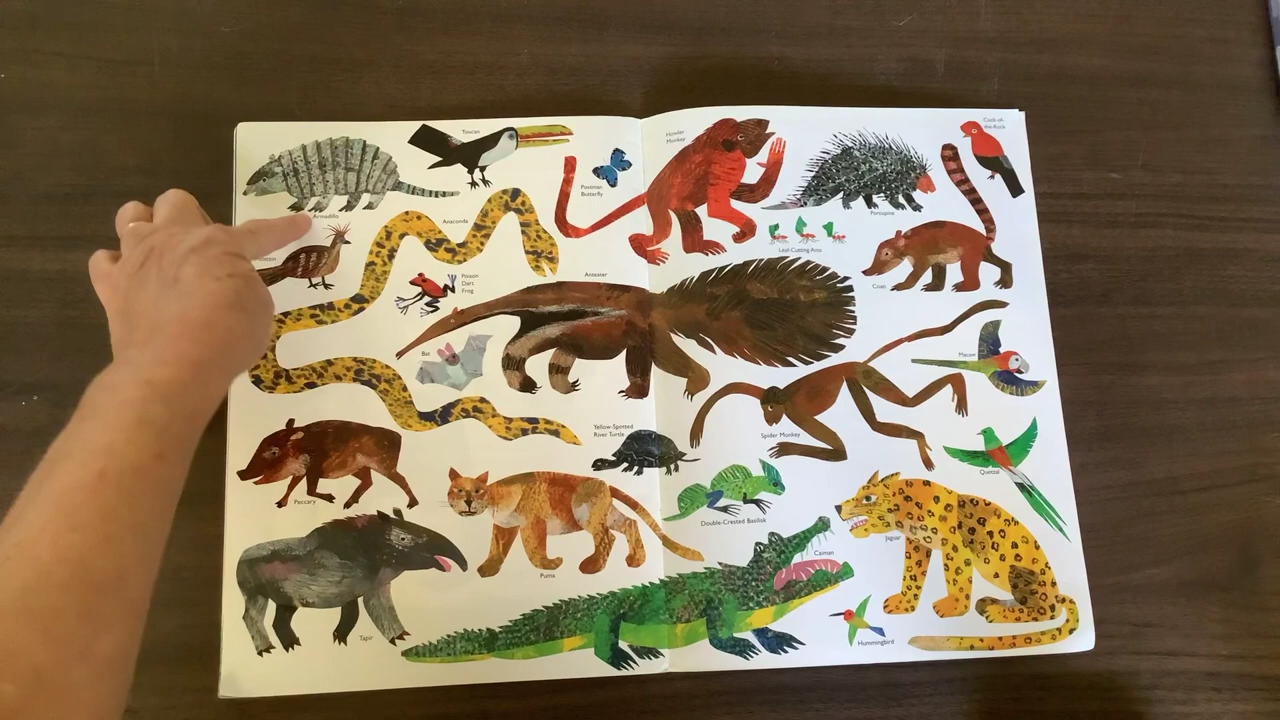 Toucan
Armadillo
Postman
Butterfly
Howler
Monkey
Cock-of-
the-Rock
Porcupine
Anaconda
Leaf-Cutting Ants
Poison
Dart
Frog
Anteater
Coati
Bat
Macaw
Yellow-Spotted
River Turtle
Spider Monkey
Quetzal
Peccary
Double-Crested Basilisk
Puma
Jaguar
Caiman
Tapir
Hummingbird